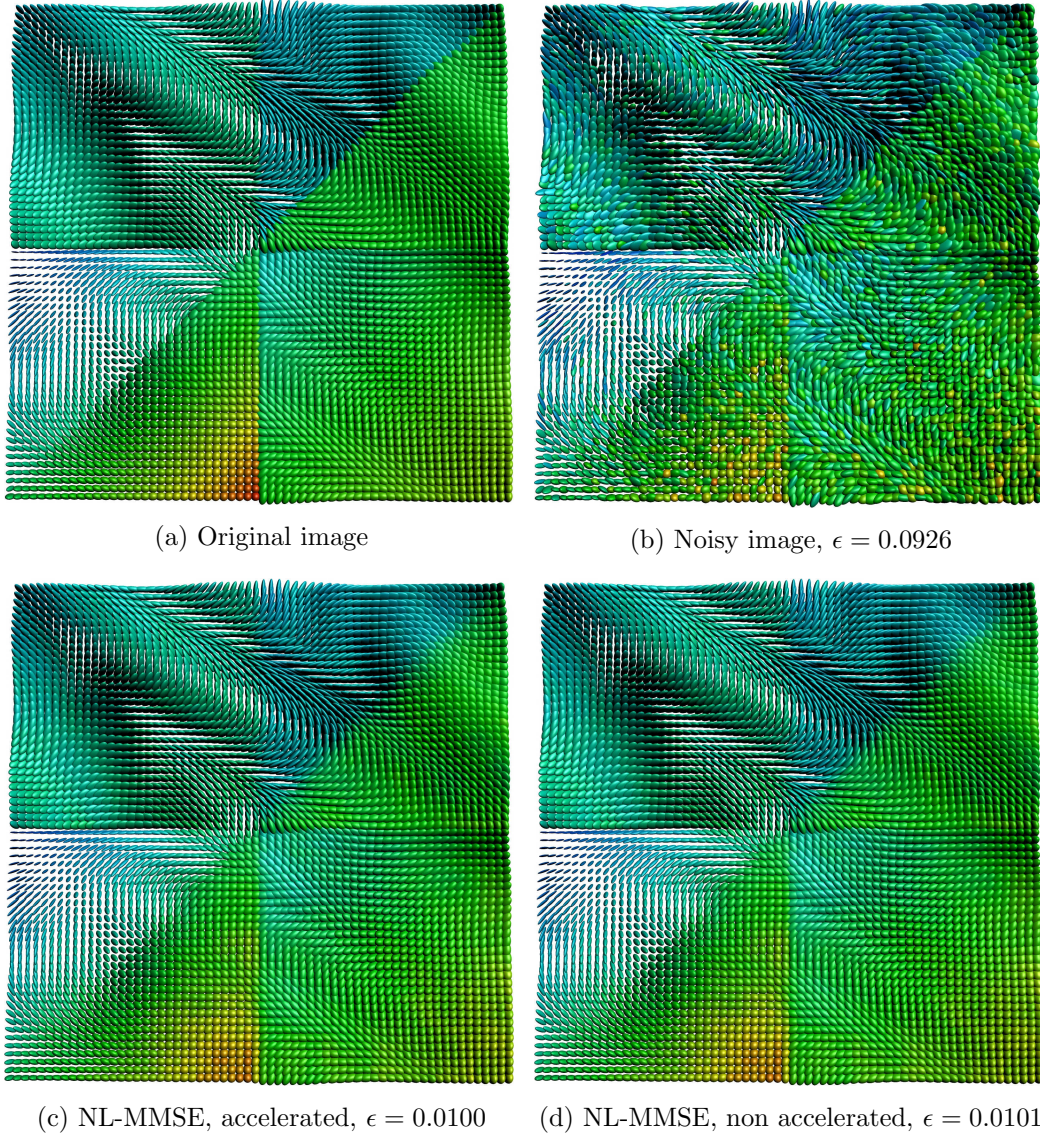 (a) Original image
(b) Noisy image, ϵ = 0.0926
(c) NL-MMSE, accelerated, ϵ = 0.0100
(d) NL-MMSE, non accelerated, ϵ = 0.0101